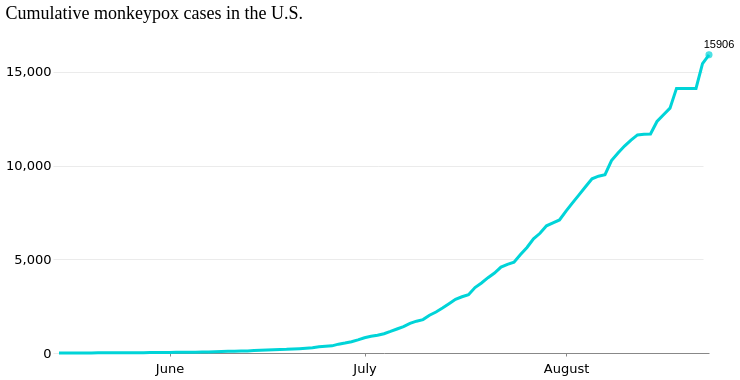 Cumulative monkeypox cases in the U.S.
15906
15,000
10,000
5,000
0
June July August